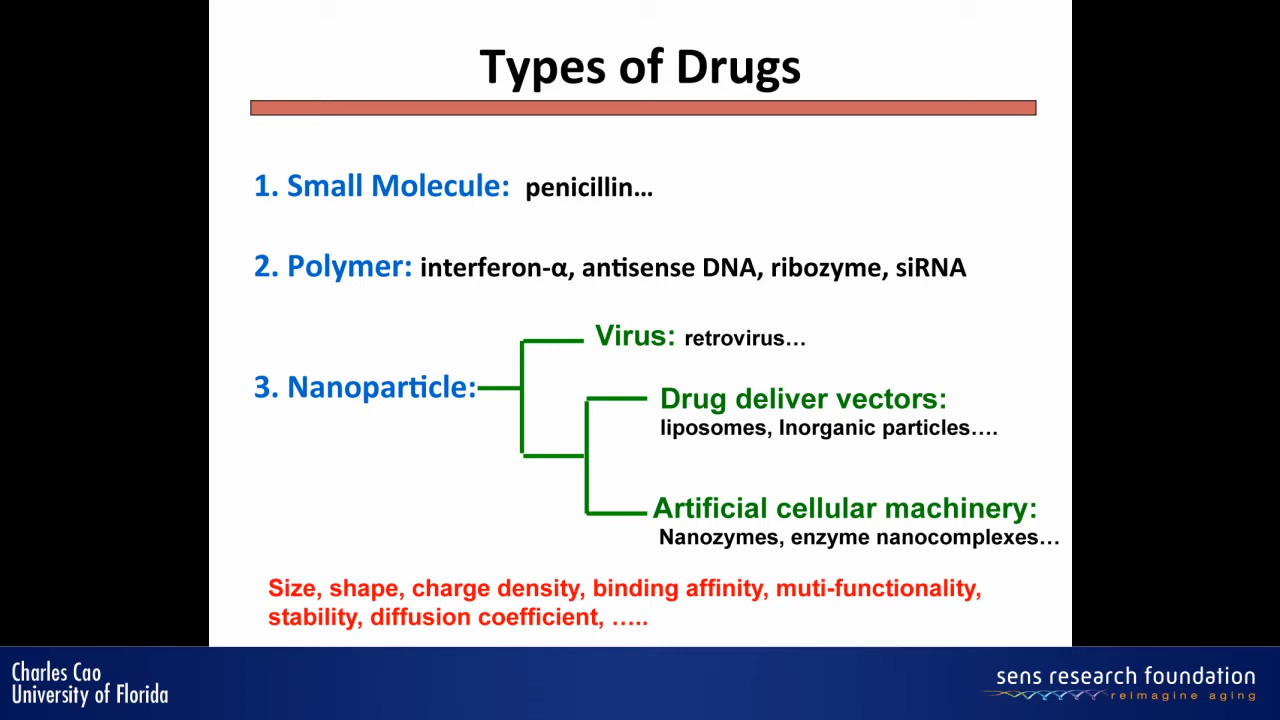 Types of Drugs
1. Small Molecule: penicillin…
2. Polymer: interferon-α, antisense DNA, ribozyme, siRNA
Virus: retrovirus…
3. Nanoparticle:
Drug deliver vectors:
liposomes, Inorganic particles….
Artificial cellular machinery:
Nanozymes, enzyme nanocomplexes…
Size, shape, charge density, binding affinity, muti-functionality,
stability, diffusion coefficient, …..
Charles Cao
University of Florida
sens research foundation
reimagine aging